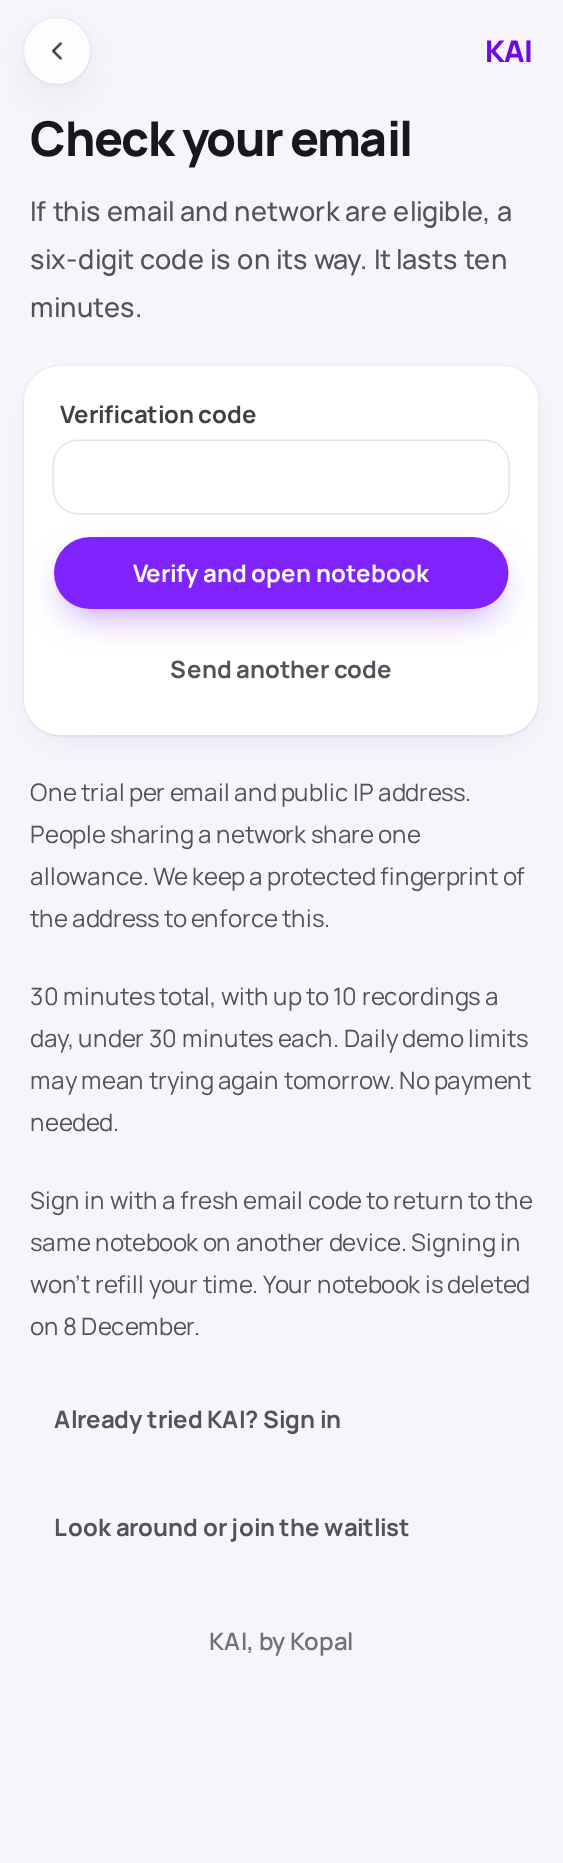 KAI
Check your email
If this email and network are eligible, a
six-digit code is on its way. It lasts ten
minutes.
Verification code
Verify and open notebook
Send another code
One trial per email and public IP address.
People sharing a network share one
allowance. We keep a protected fingerprint of
the address to enforce this.
30 minutes total, with up to 10 recordings a
day, under 30 minutes each. Daily demo limits
may mean trying again tomorrow. No payment
needed.
Sign in with a fresh email code to return to the
same notebook on another device. Signing in
won’t refill your time. Your notebook is deleted
on 8 December.
Already tried KAI? Sign in
Look around or join the waitlist
KAI, by Kopal